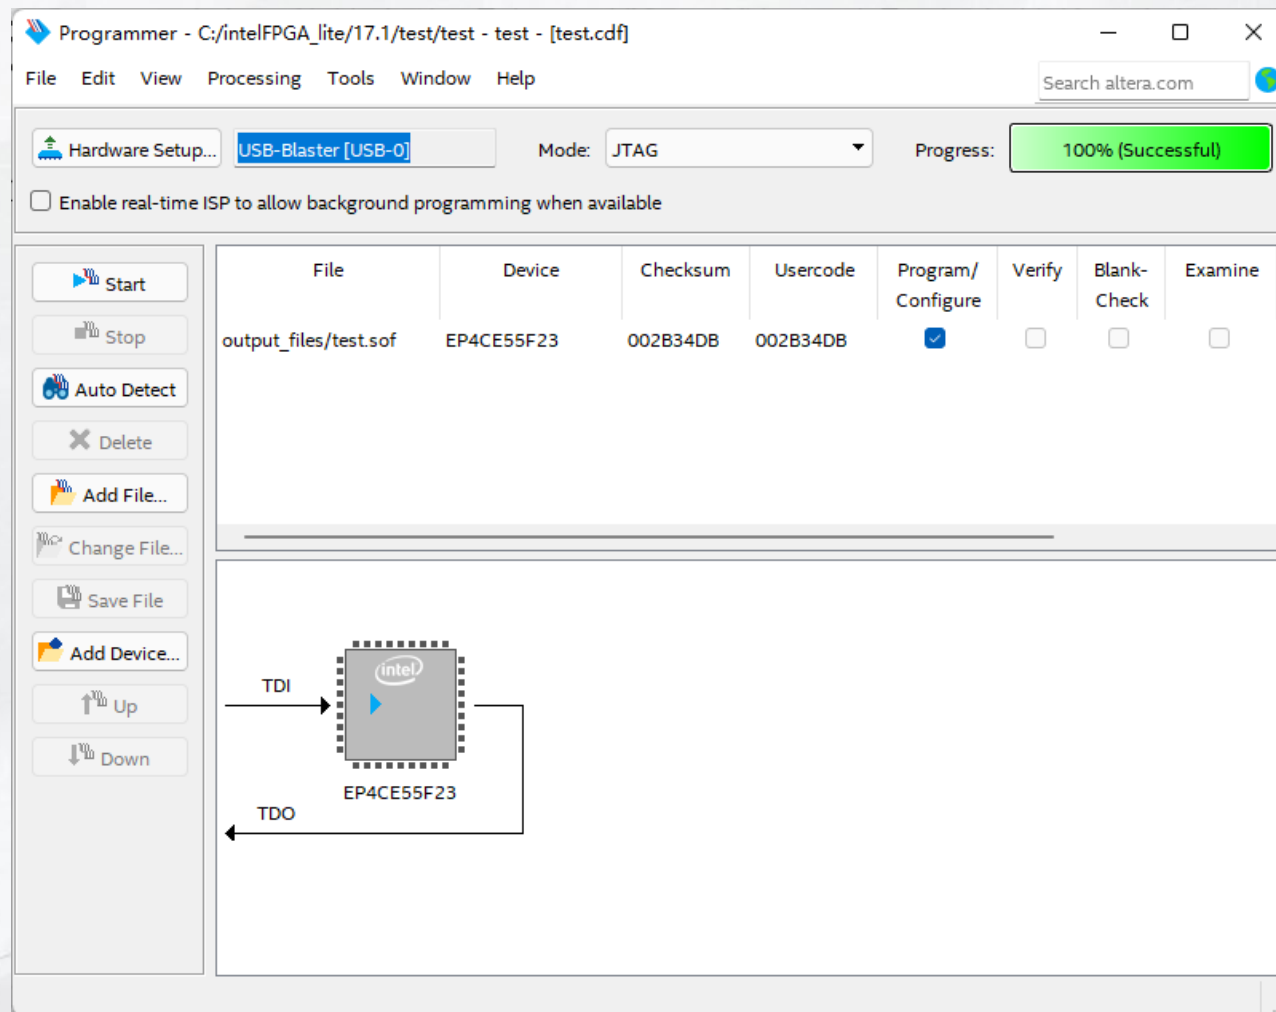 Programmer - C:/intelFPGA_lite/17.1/test/test - test - [test.cdf]
File Edit View Processing Tools Window Help
Search altera.com
Hardware Setup... USB-Blaster [USB-0] Mode: JTAG Progress: 100% (Successful)
Enable real-time ISP to allow background programming when available
Start
Stop
Auto Detect
Delete
Add File...
Change File...
Save File
Add Device...
Up
Down
File Device Checksum Usercode Program/ Verify Blank- Examine
Configure Check
output_files/test.sof EP4CE55F23 002B34DB 002B34DB
intel
TDI
EP4CE55F23
TDO